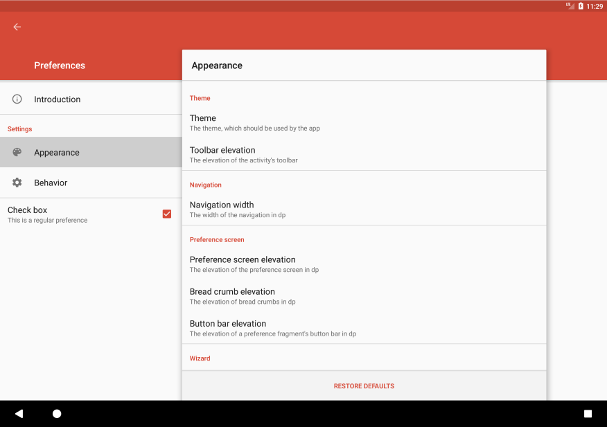 11:29
Preferences
Introduction
Settings
Appearance
Behavior
Check box
This is a regular preference
Appearance
Theme
Theme
The theme, which should be used by the app
Toolbar elevation
The elevation of the activity's toolbar
Navigation
Navigation width
The width of the navigation in dp
Preference screen
Preference screen elevation
The elevation of the preference screen in dp
Bread crumb elevation
The elevation of bread crumbs in dp
Button bar elevation
The elevation of a preference fragment's button bar in dp
Wizard
RESTORE DEFAULTS